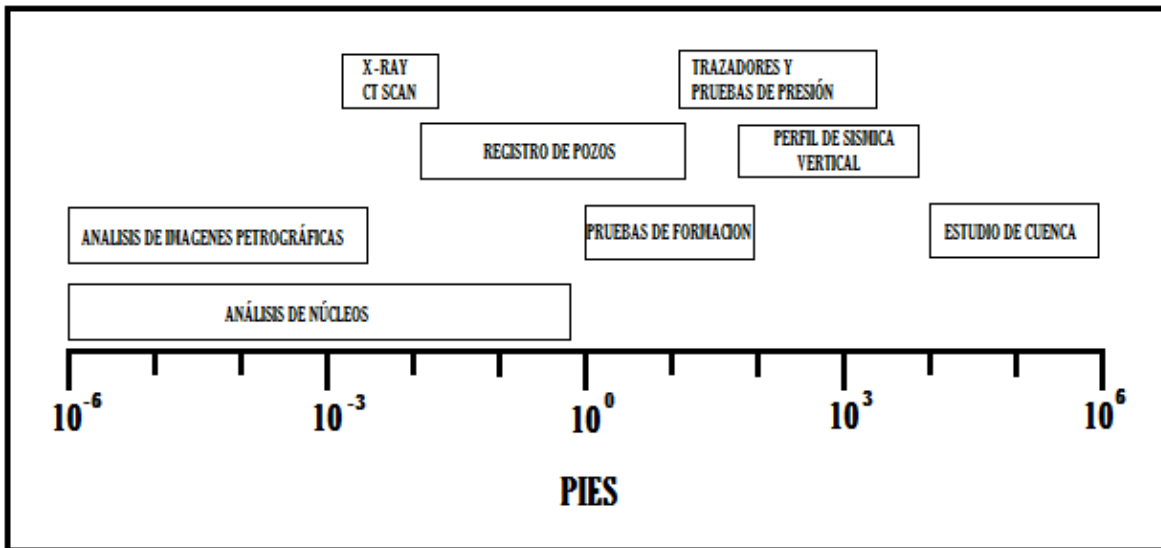 X-RAY
CT SCAN
TRAZADORES Y
PRUEBAS DE PRESIÓN
REGISTRO DE POZOS
PERFIL DE SISMICA
VERTICAL
ANALISIS DE IMAGENES PETROGRÁFICAS
PRUEBAS DE FORMACION
ESTUDIO DE CUENCA
ANÁLISIS DE NÚCLEOS
10⁻⁶ 10⁻³ 10⁰ 10³ 10⁶
PIES